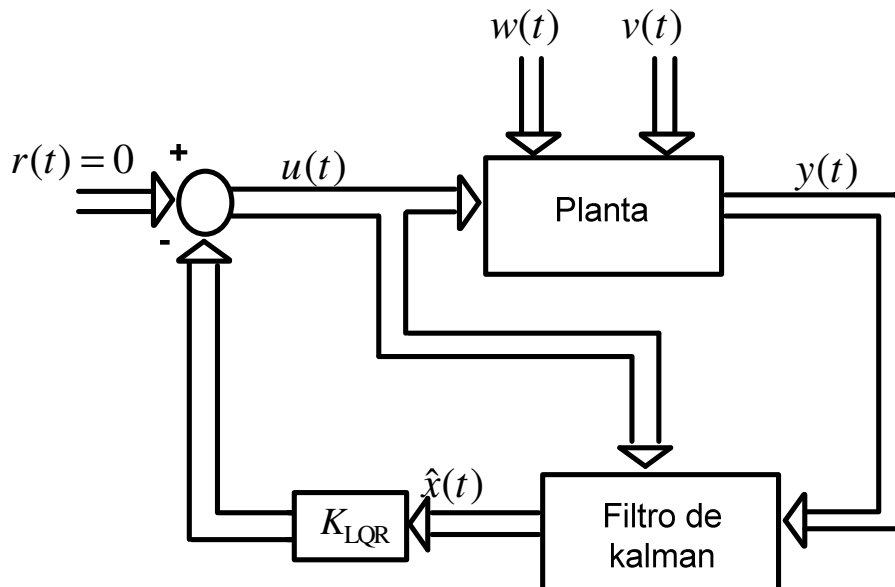 w(t)
v(t)
r(t) = 0
+
u(t)
y(t)
Planta
-
x̂(t)
K_LQR
Filtro de
kalman